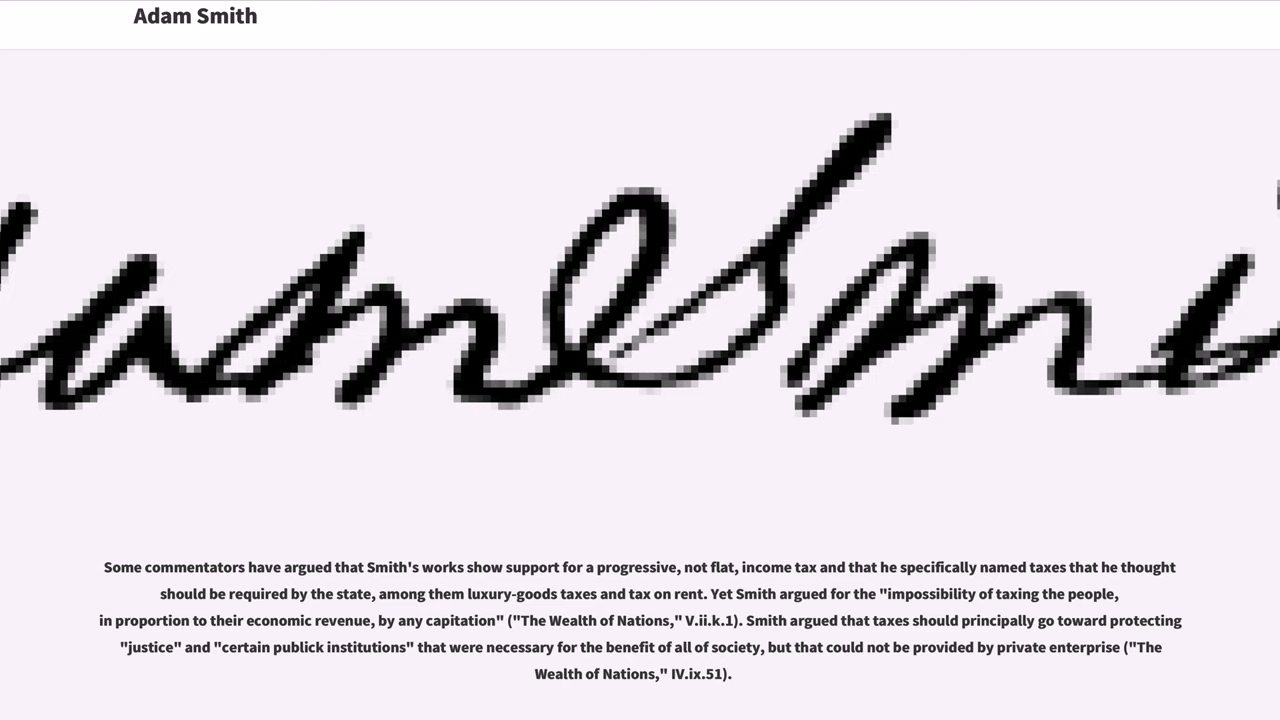 Adam Smith
Some commentators have argued that Smith's works show support for a progressive, not flat, income tax and that he specifically named taxes that he thought
should be required by the state, among them luxury-goods taxes and tax on rent. Yet Smith argued for the "impossibility of taxing the people,
in proportion to their economic revenue, by any capitation" ("The Wealth of Nations," V.ii.k.1). Smith argued that taxes should principally go toward protecting
"justice" and "certain publick institutions" that were necessary for the benefit of all of society, but that could not be provided by private enterprise ("The
Wealth of Nations," IV.ix.51).